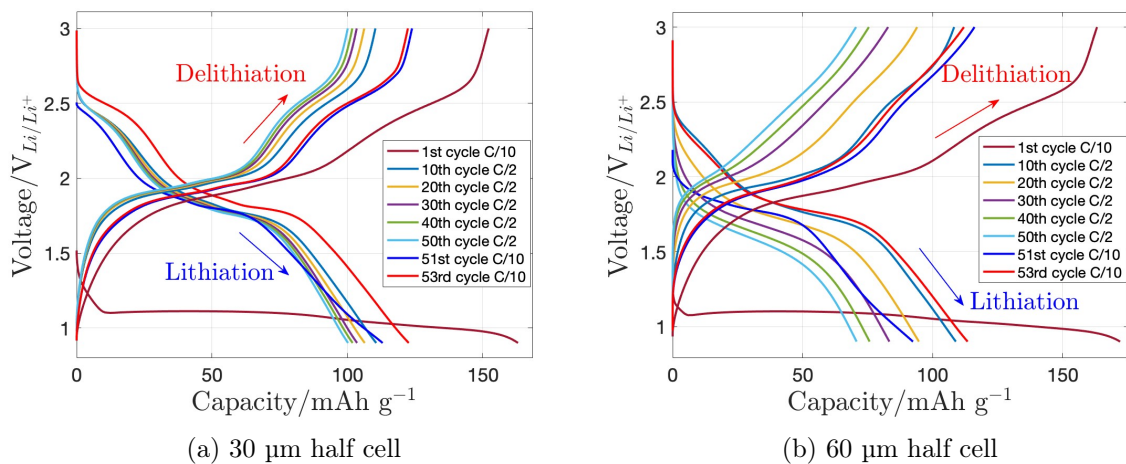 3
2.5
2
1.5
1
Voltage/V_{Li/Li^+}
Delithiation
Lithiation
1st cycle C/10
10th cycle C/2
20th cycle C/2
30th cycle C/2
40th cycle C/2
50th cycle C/2
51st cycle C/10
53rd cycle C/10
0 50 100 150
Capacity/mAh g⁻¹
(a) 30 µm half cell
3
2.5
2
1.5
1
Voltage/V_{Li/Li^+}
Delithiation
1st cycle C/10
10th cycle C/2
20th cycle C/2
30th cycle C/2
40th cycle C/2
50th cycle C/2
51st cycle C/10
53rd cycle C/10
Lithiation
0 50 100 150
Capacity/mAh g⁻¹
(b) 60 µm half cell